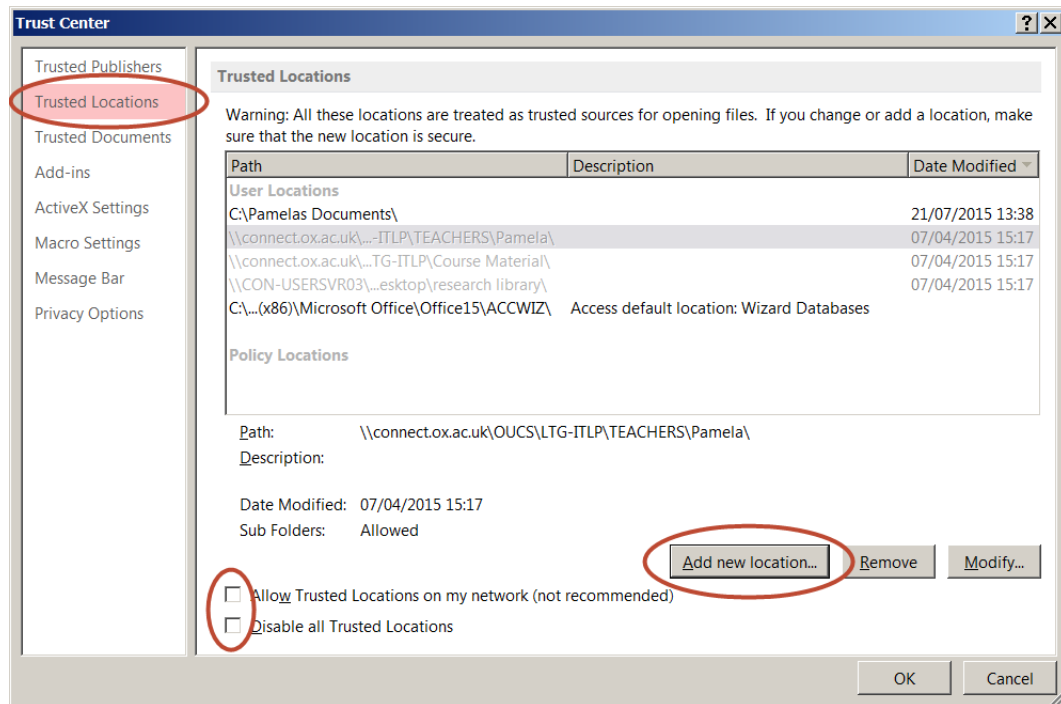 Trust Center
Trusted Publishers
Trusted Locations
Trusted Documents
Add-ins
ActiveX Settings
Macro Settings
Message Bar
Privacy Options
Trusted Locations
Warning: All these locations are treated as trusted sources for opening files. If you change or add a location, make
sure that the new location is secure.
Path Description Date Modified
User Locations
C:\Pamelas Documents\ 21/07/2015 13:38
\\connect.ox.ac.uk\...-ITLP\TEACHERS\Pamela\ 07/04/2015 15:17
\\connect.ox.ac.uk\...TG-ITLP\Course Material\ 07/04/2015 15:17
\\CON-USERSVR03\...esktop\research library\ 07/04/2015 15:17
C:\...(x86)\Microsoft Office\Office15\ACCWIZ\ Access default location: Wizard Databases
Policy Locations
Path: \\connect.ox.ac.uk\OUCS\LTG-ITLP\TEACHERS\Pamela\
Description:
Date Modified: 07/04/2015 15:17
Sub Folders: Allowed
Add new location... Remove Modify...
Allow Trusted Locations on my network (not recommended)
Disable all Trusted Locations
OK Cancel